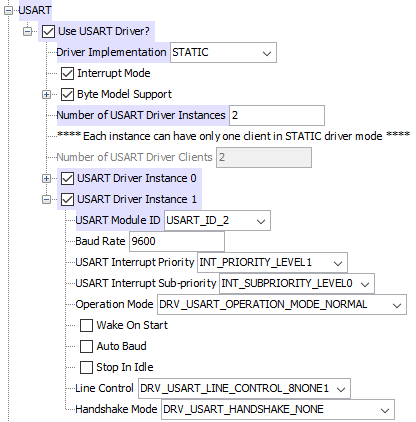 USART
Use USART Driver?
Driver Implementation STATIC
Interrupt Mode
Byte Model Support
Number of USART Driver Instances 2
**** Each instance can have only one client in STATIC driver mode ****
Number of USART Driver Clients 2
USART Driver Instance 0
USART Driver Instance 1
USART Module ID USART_ID_2
Baud Rate 9600
USART Interrupt Priority INT_PRIORITY_LEVEL1
USART Interrupt Sub-priority INT_SUBPRIORITY_LEVEL0
Operation Mode DRV_USART_OPERATION_MODE_NORMAL
Wake On Start
Auto Baud
Stop In Idle
Line Control DRV_USART_LINE_CONTROL_8NONE1
Handshake Mode DRV_USART_HANDSHAKE_NONE